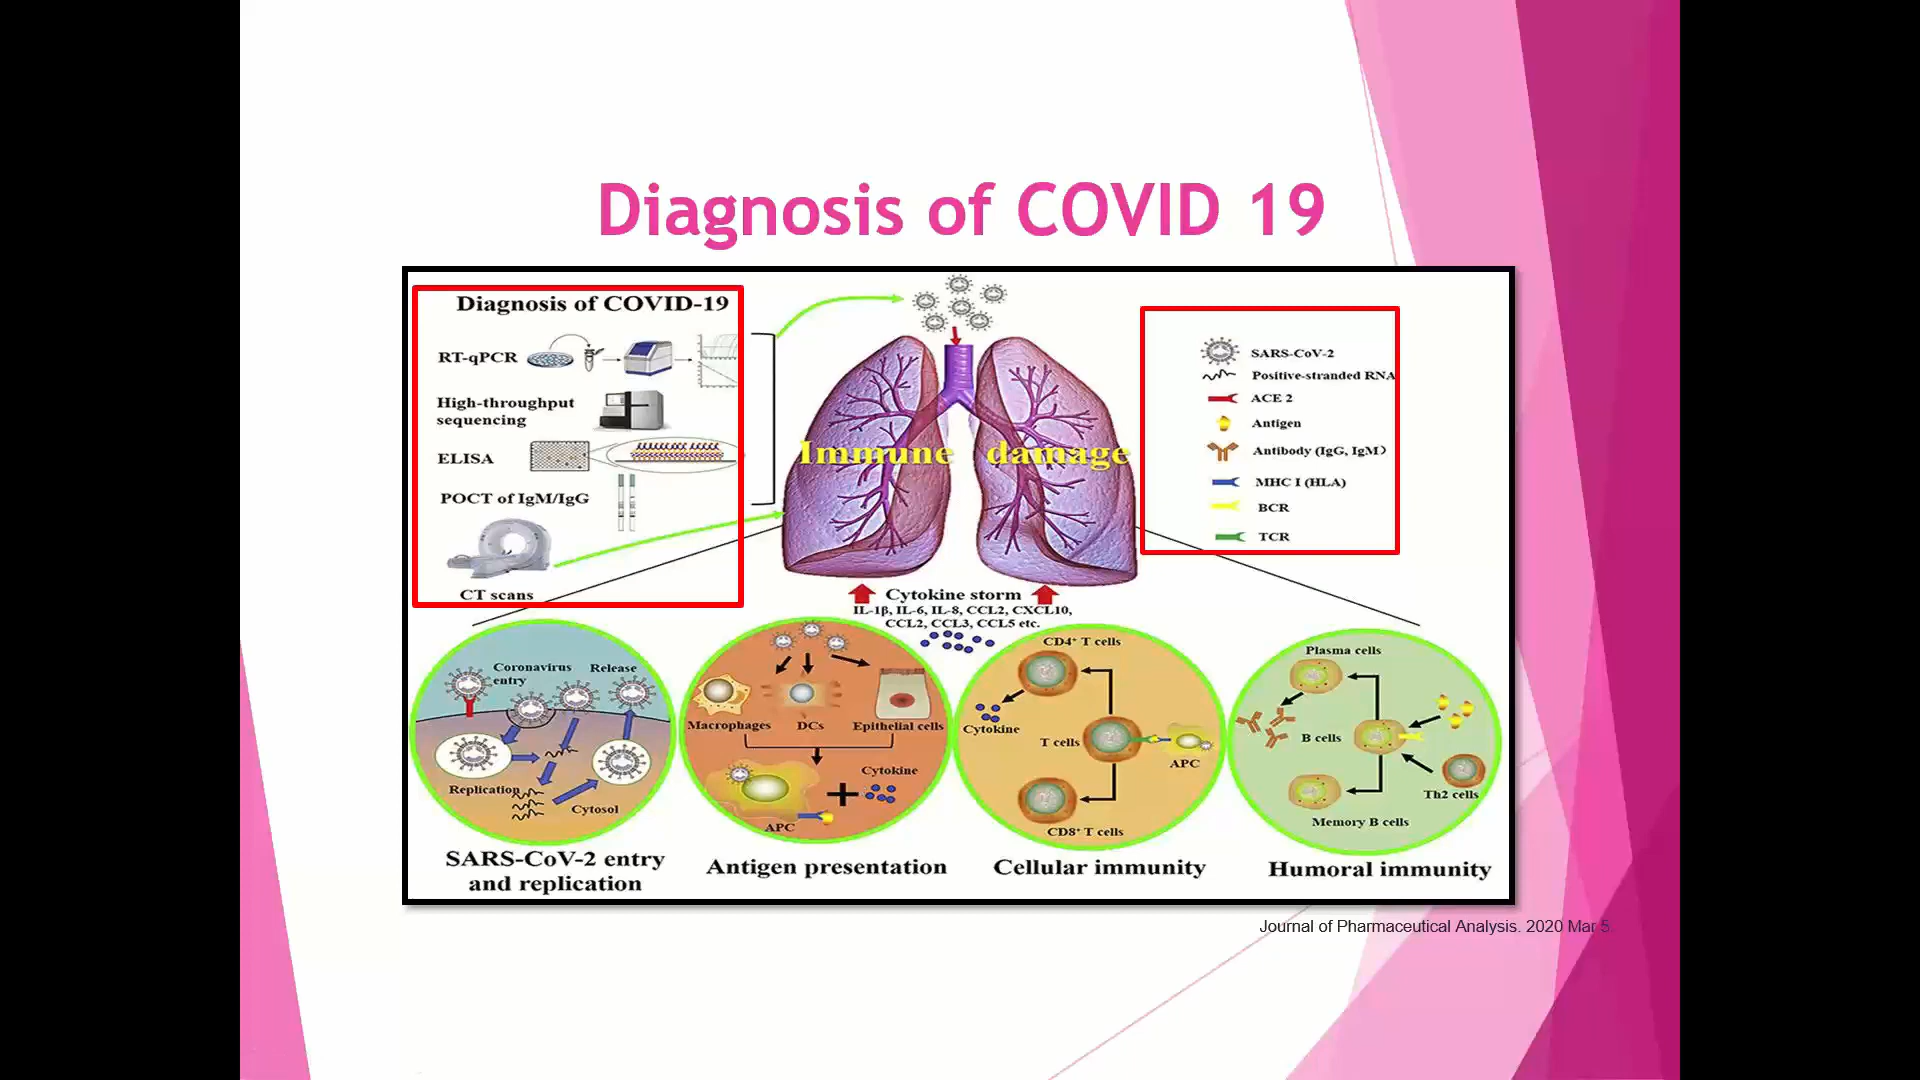 Diagnosis of COVID 19
Diagnosis of COVID-19
RT-qPCR
High-throughput
sequencing
ELISA
POCT of IgM/IgG
CT scans
Immune damage
SARS-CoV-2
Positive-stranded RNA
ACE 2
Antigen
Antibody (IgG, IgM)
MHC I (HLA)
BCR
TCR
Cytokine storm
IL-1β, IL-6, IL-8, CCL2, CXCL10,
CCL2, CCL3, CCL5 etc.
Coronavirus
entry
Release
Replication
Cytosol
SARS-CoV-2 entry
and replication
Macrophages
DCs
Epithelial cells
Cytokine
APC
Antigen presentation
CD4⁺ T cells
Cytokine
T cells
APC
CD8⁺ T cells
Cellular immunity
Plasma cells
B cells
Th2 cells
Memory B cells
Humoral immunity
Journal of Pharmaceutical Analysis. 2020 Mar 5